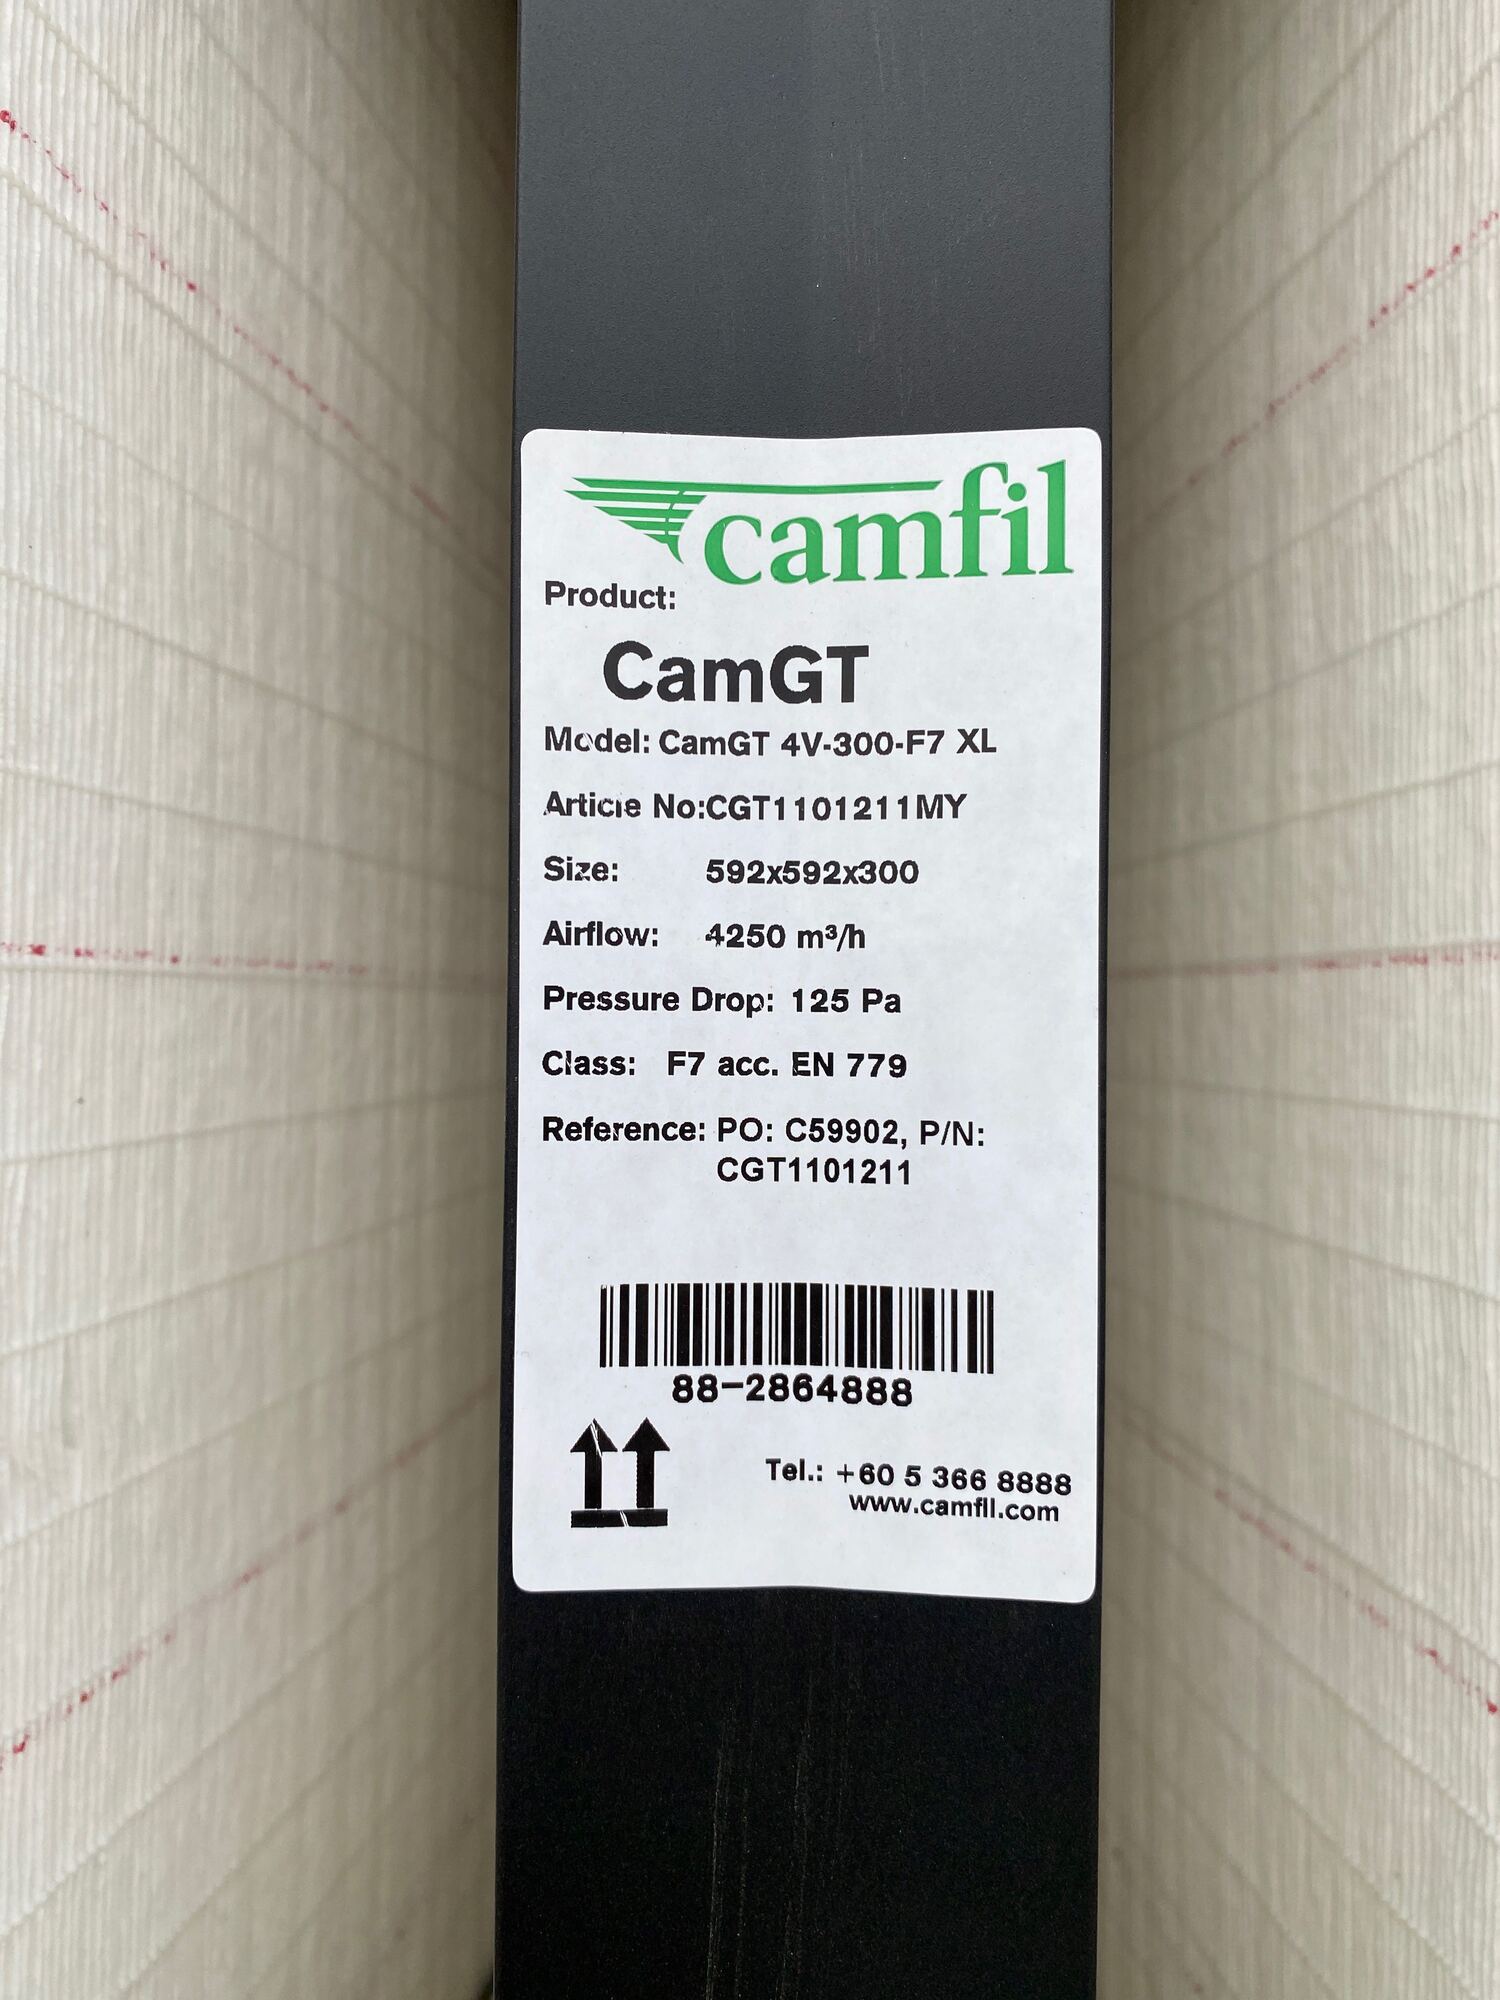 camfil
Product:
CamGT
Model: CamGT 4V-300-F7 XL
Article No:CGT1101211MY
Size: 592x592x300
Airflow: 4250 m³/h
Pressure Drop: 125 Pa
Class: F7 acc. EN 779
Reference: PO: C59902, P/N:
CGT1101211
88-2864888
Tel.: +60 5 366 8888
www.camfil.com